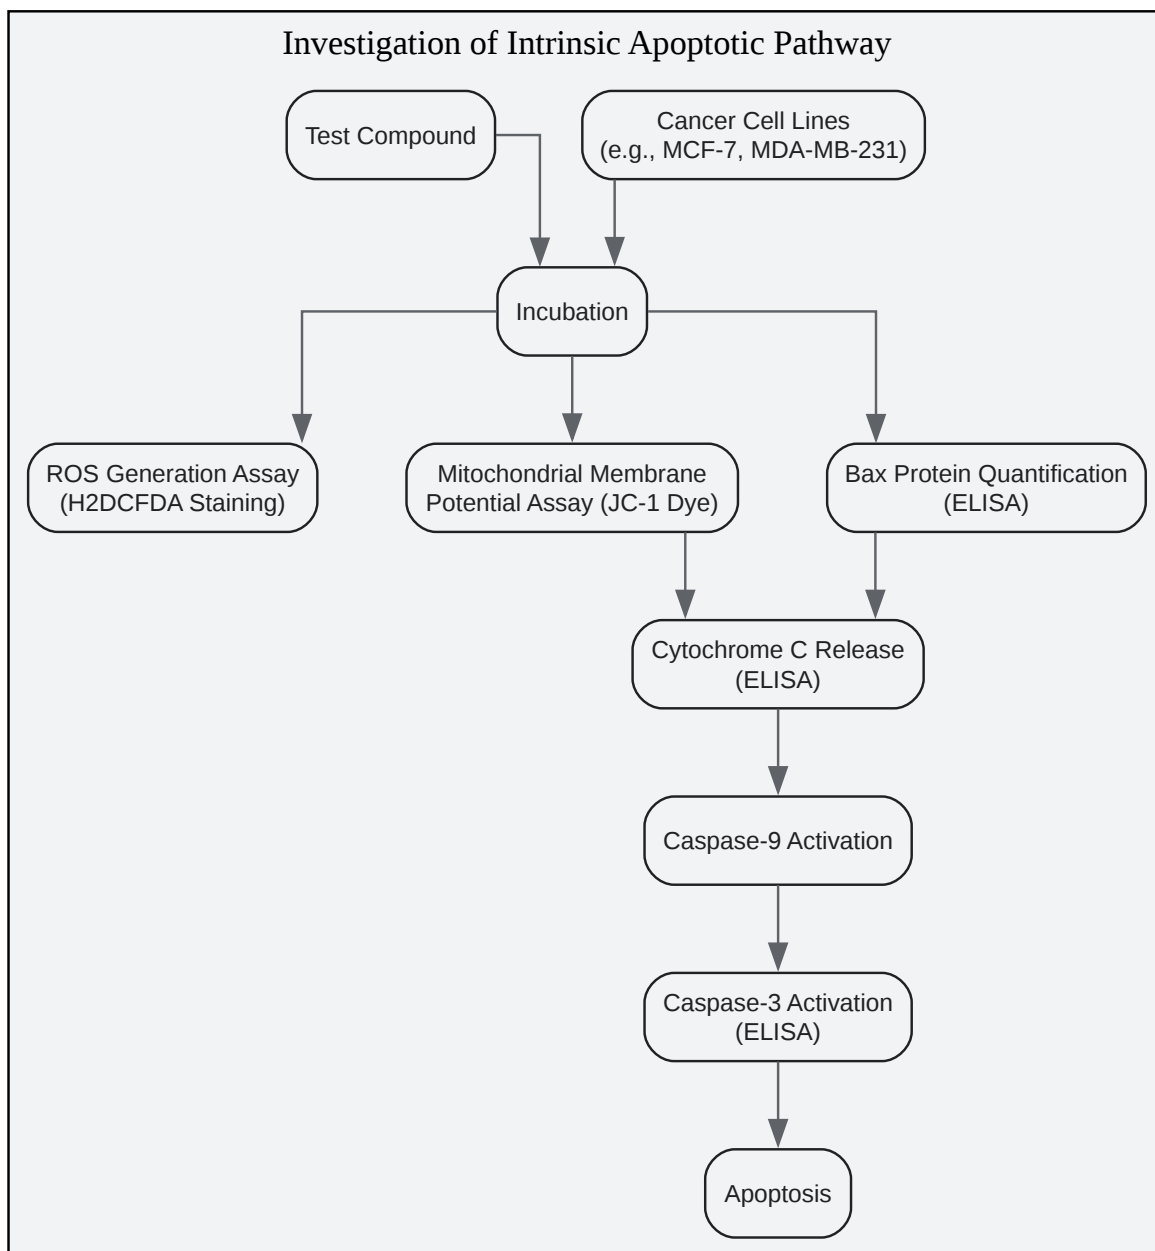 Investigation of Intrinsic Apoptotic Pathway
Test Compound
Cancer Cell Lines
(e.g., MCF-7, MDA-MB-231)
Incubation
ROS Generation Assay
(H2DCFDA Staining)
Mitochondrial Membrane
Potential Assay (JC-1 Dye)
Bax Protein Quantification
(ELISA)
Cytochrome C Release
(ELISA)
Caspase-9 Activation
Caspase-3 Activation
(ELISA)
Apoptosis